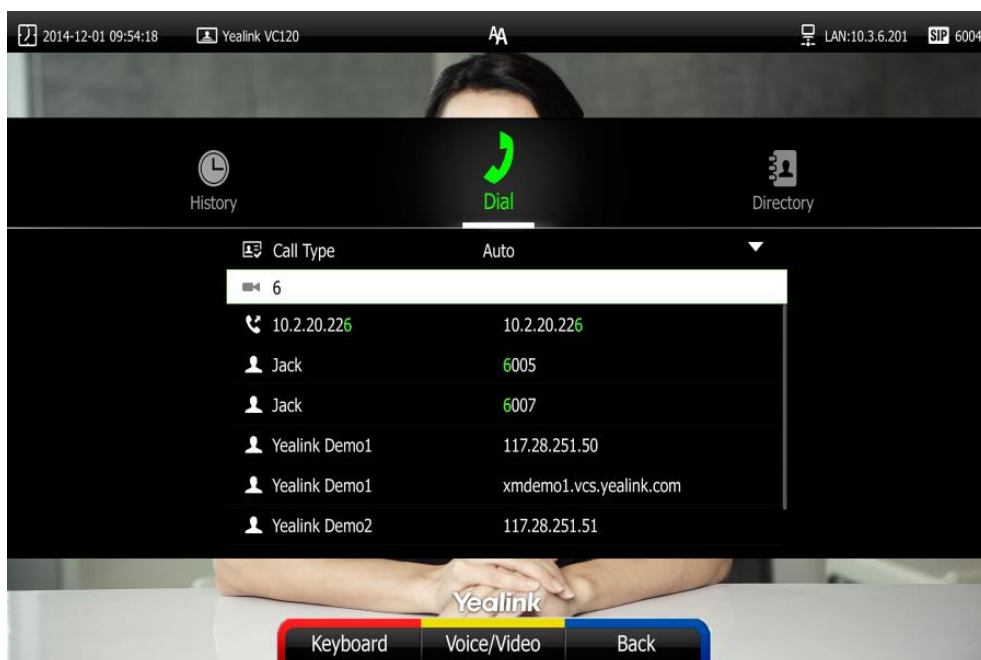 2014-12-01 09:54:18 Yealink VC120 AA LAN:10.3.6.201 SIP 6004
History Dial Directory
Call Type Auto
6
10.2.20.226 10.2.20.226
Jack 6005
Jack 6007
Yealink Demo1 117.28.251.50
Yealink Demo1 xmdemo1.vcs.yealink.com
Yealink Demo2 117.28.251.51
Yealink
Keyboard Voice/Video Back